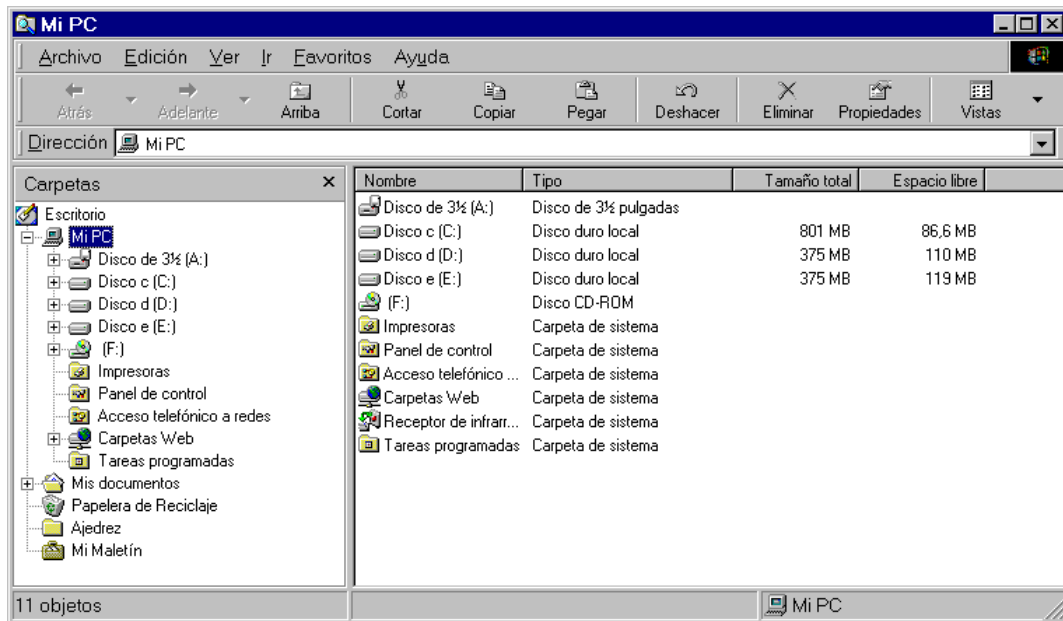 Mi PC
Archivo Edición Ver Ir Favoritos Ayuda
Atrás Adelante Arriba Cortar Copiar Pegar Deshacer Eliminar Propiedades Vistas
Dirección Mi PC
Carpetas
Escritorio
Mi PC
Disco de 3½ (A:)
Disco c (C:)
Disco d (D:)
Disco e (E:)
(F:)
Impresoras
Panel de control
Acceso telefónico a redes
Carpetas Web
Tareas programadas
Mis documentos
Papelera de Reciclaje
Ajedrez
Mi Maletín
Nombre Tipo Tamaño total Espacio libre
Disco de 3½ (A:) Disco de 3½ pulgadas
Disco c (C:) Disco duro local 801 MB 86,6 MB
Disco d (D:) Disco duro local 375 MB 110 MB
Disco e (E:) Disco duro local 375 MB 119 MB
(F:) Disco CD-ROM
Impresoras Carpeta de sistema
Panel de control Carpeta de sistema
Acceso telefónico ... Carpeta de sistema
Carpetas Web Carpeta de sistema
Receptor de infrarr... Carpeta de sistema
Tareas programadas Carpeta de sistema
11 objetos Mi PC